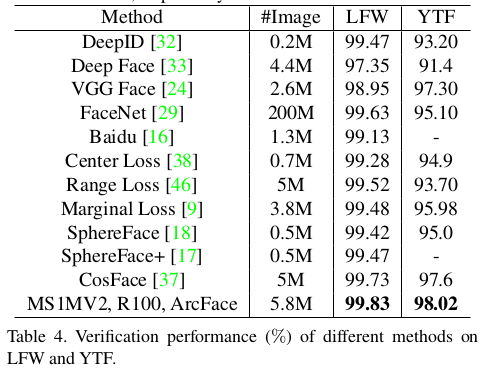 Method #Image LFW YTF
DeepID [32] 0.2M 99.47 93.20
Deep Face [33] 4.4M 97.35 91.4
VGG Face [24] 2.6M 98.95 97.30
FaceNet [29] 200M 99.63 95.10
Baidu [16] 1.3M 99.13 -
Center Loss [38] 0.7M 99.28 94.9
Range Loss [46] 5M 99.52 93.70
Marginal Loss [9] 3.8M 99.48 95.98
SphereFace [18] 0.5M 99.42 95.0
SphereFace+ [17] 0.5M 99.47 -
CosFace [37] 5M 99.73 97.6
MS1MV2, R100, ArcFace 5.8M 99.83 98.02
Table 4. Verification performance (%) of different methods on
LFW and YTF.